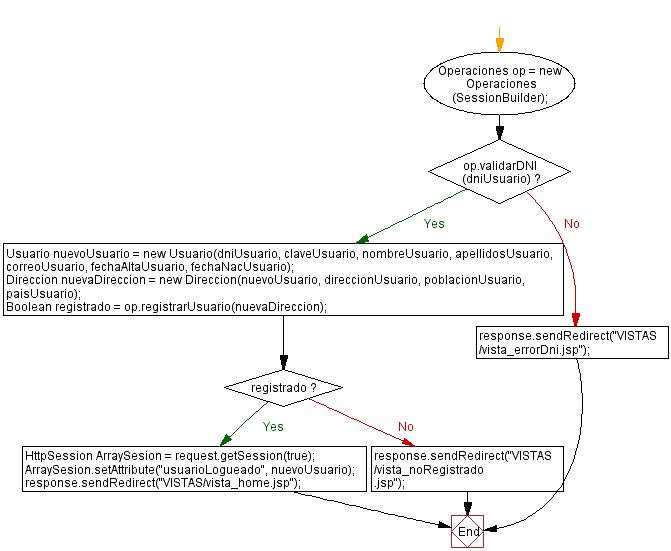 Operaciones op = new
Operaciones
(SessionBuilder);
op.validarDNI
(dniUsuario) ?
Yes
No
Usuario nuevoUsuario = new Usuario(dniUsuario, claveUsuario, nombreUsuario, apellidosUsuario,
correoUsuario, fechaAltaUsuario, fechaNacUsuario);
Direccion nuevaDireccion = new Direccion(nuevoUsuario, direccionUsuario, poblacionUsuario,
paisUsuario);
Boolean registrado = op.registrarUsuario(nuevaDireccion);
response.sendRedirect("VISTAS
/vista_errorDni.jsp");
registrado ?
Yes
No
HttpSession ArraySesion = request.getSession(true);
ArraySesion.setAttribute("usuarioLogueado", nuevoUsuario);
response.sendRedirect("VISTAS/vista_home.jsp");
response.sendRedirect("VISTAS
/vista_noRegistrado
.jsp");
End